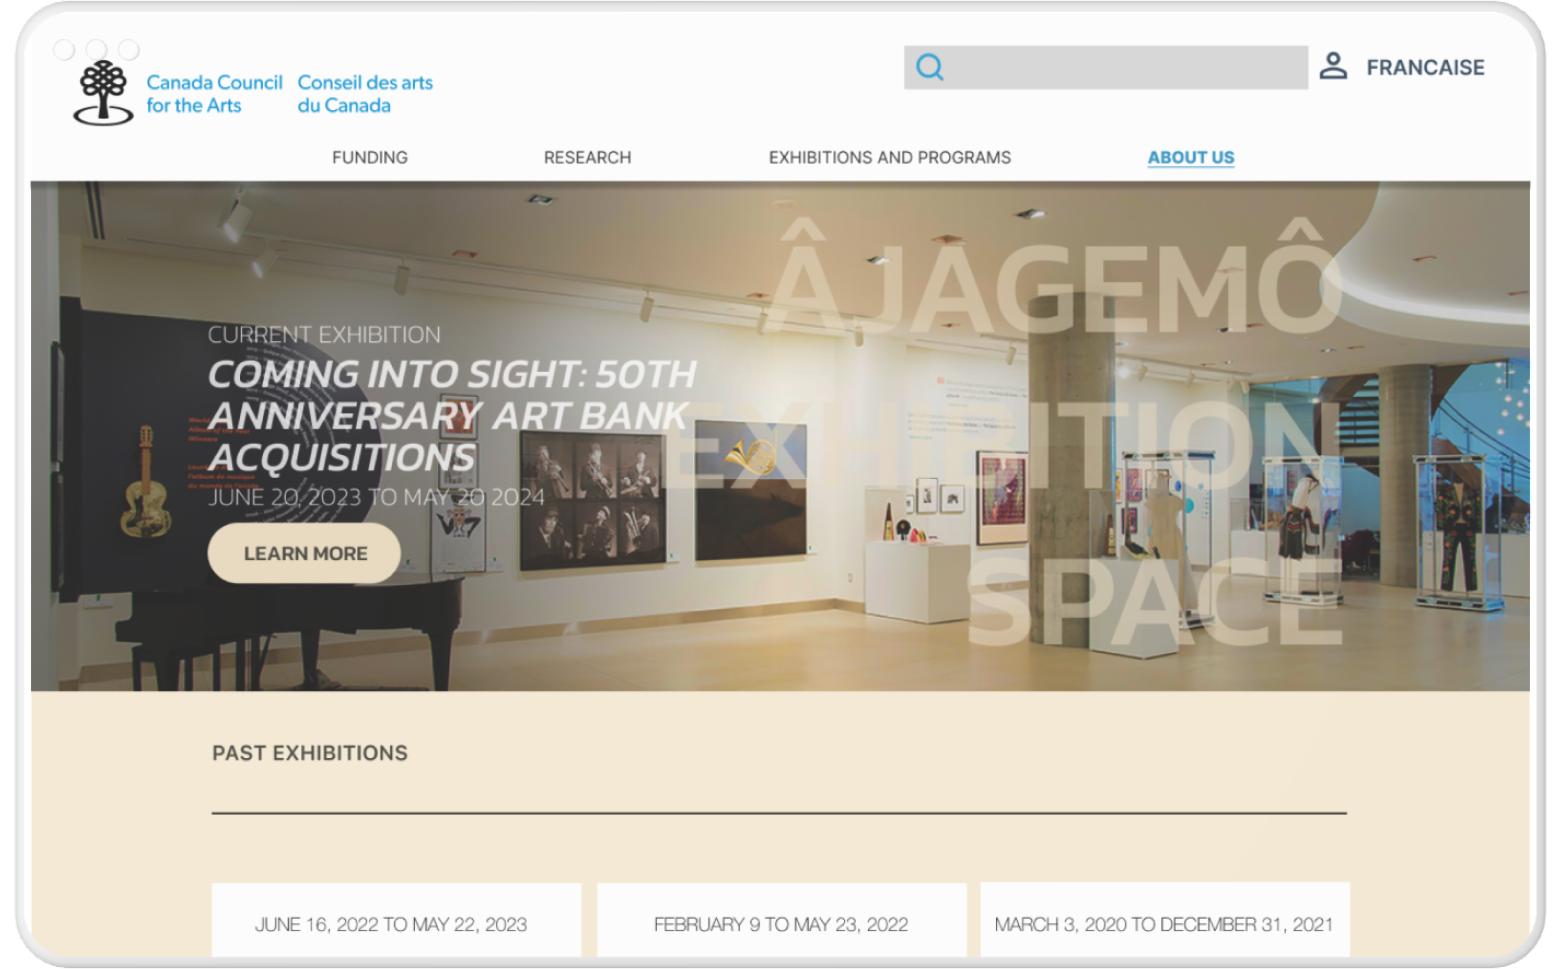 Canada Council
for the Arts
Conseil des arts
du Canada
FRANCAISE
FUNDING
RESEARCH
EXHIBITIONS AND PROGRAMS
ABOUT US
ÂJAGEMÔ
EXHIBITION
SPACE
CURRENT EXHIBITION
COMING INTO SIGHT: 50TH
ANNIVERSARY ART BANK
ACQUISITIONS
JUNE 20, 2023 TO MAY 20 2024
LEARN MORE
PAST EXHIBITIONS
JUNE 16, 2022 TO MAY 22, 2023
FEBRUARY 9 TO MAY 23, 2022
MARCH 3, 2020 TO DECEMBER 31, 2021